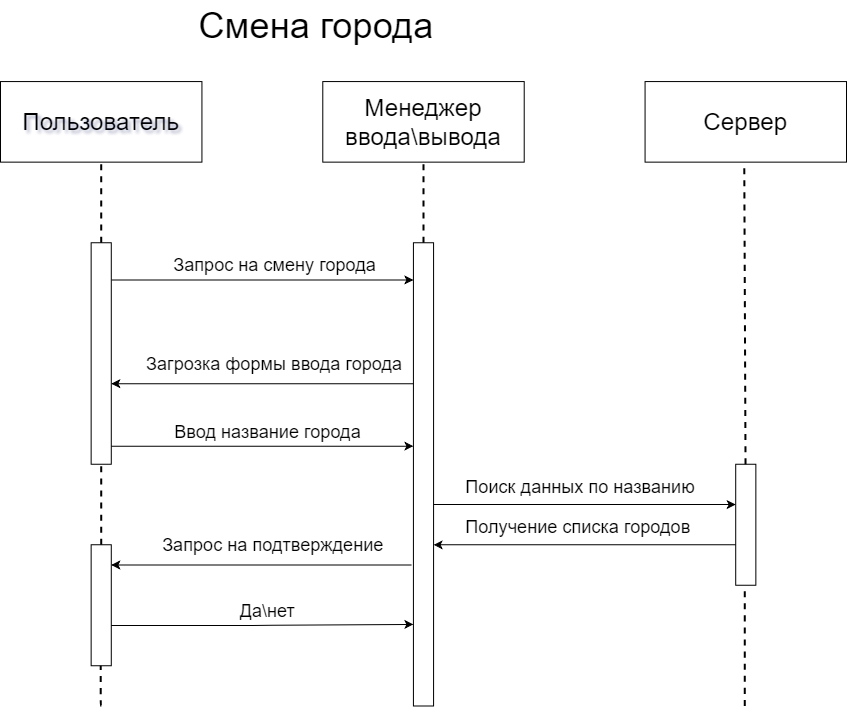 Смена города
Пользователь
Менеджер
ввода\вывода
Сервер
Запрос на смену города
Загрозка формы ввода города
Ввод название города
Поиск данных по названию
Получение списка городов
Запрос на подтверждение
Да\нет